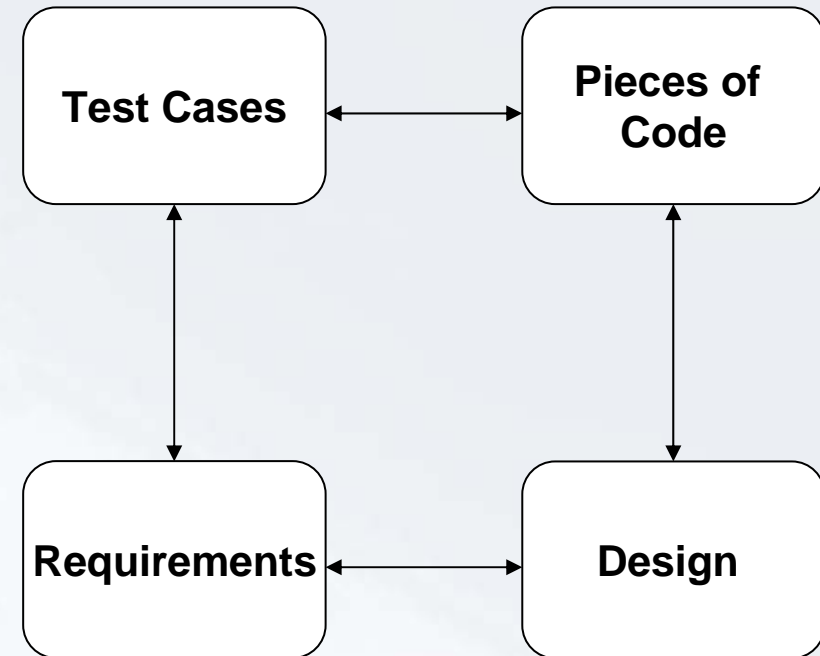 Test Cases
Pieces of
Code
Requirements
Design